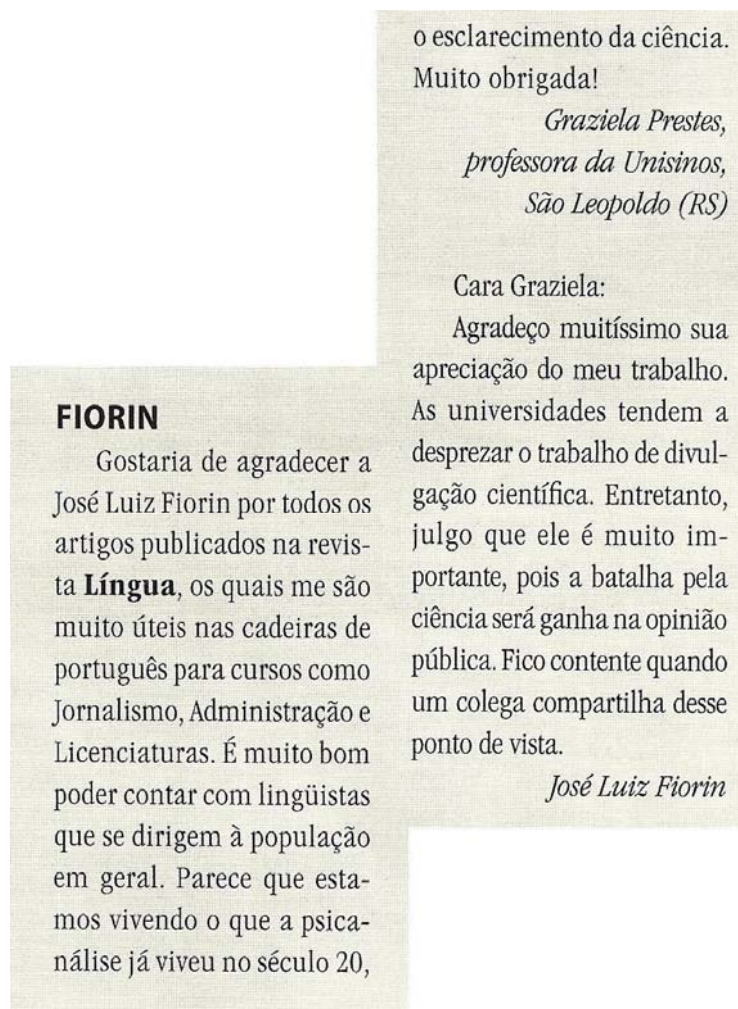 FIORIN
Gostaria de agradecer a
José Luiz Fiorin por todos os
artigos publicados na revis-
ta Língua, os quais me são
muito úteis nas cadeiras de
português para cursos como
Jornalismo, Administração e
Licenciaturas. É muito bom
poder contar com lingüistas
que se dirigem à população
em geral. Parece que esta-
mos vivendo o que a psica-
nálise já viveu no século 20,
o esclarecimento da ciência.
Muito obrigada!
Graziela Prestes,
professora da Unisinos,
São Leopoldo (RS)
Cara Graziela:
Agradeço muitíssimo sua
apreciação do meu trabalho.
As universidades tendem a
desprezar o trabalho de divul-
gação científica. Entretanto,
julgo que ele é muito im-
portante, pois a batalha pela
ciência será ganha na opinião
pública. Fico contente quando
um colega compartilha desse
ponto de vista.
José Luiz Fiorin